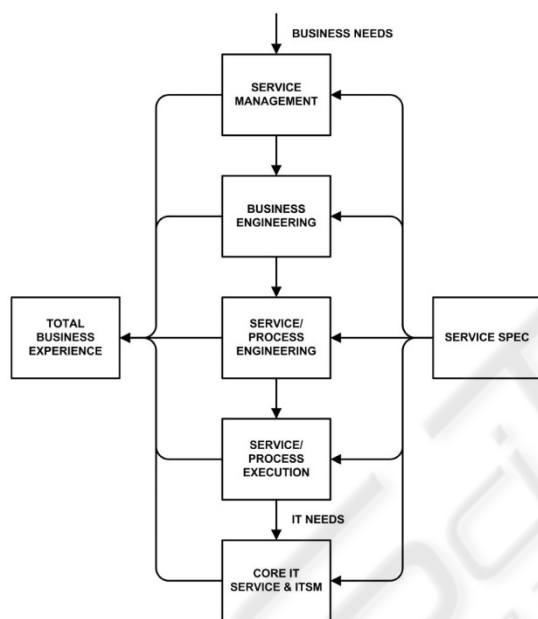 BUSINESS NEEDS
SERVICE
MANAGEMENT
BUSINESS
ENGINEERING
TOTAL
BUSINESS
EXPERIENCE
SERVICE/
PROCESS
ENGINEERING
SERVICE SPEC
SERVICE/
PROCESS
EXECUTION
IT NEEDS
CORE IT
SERVICE & ITSM